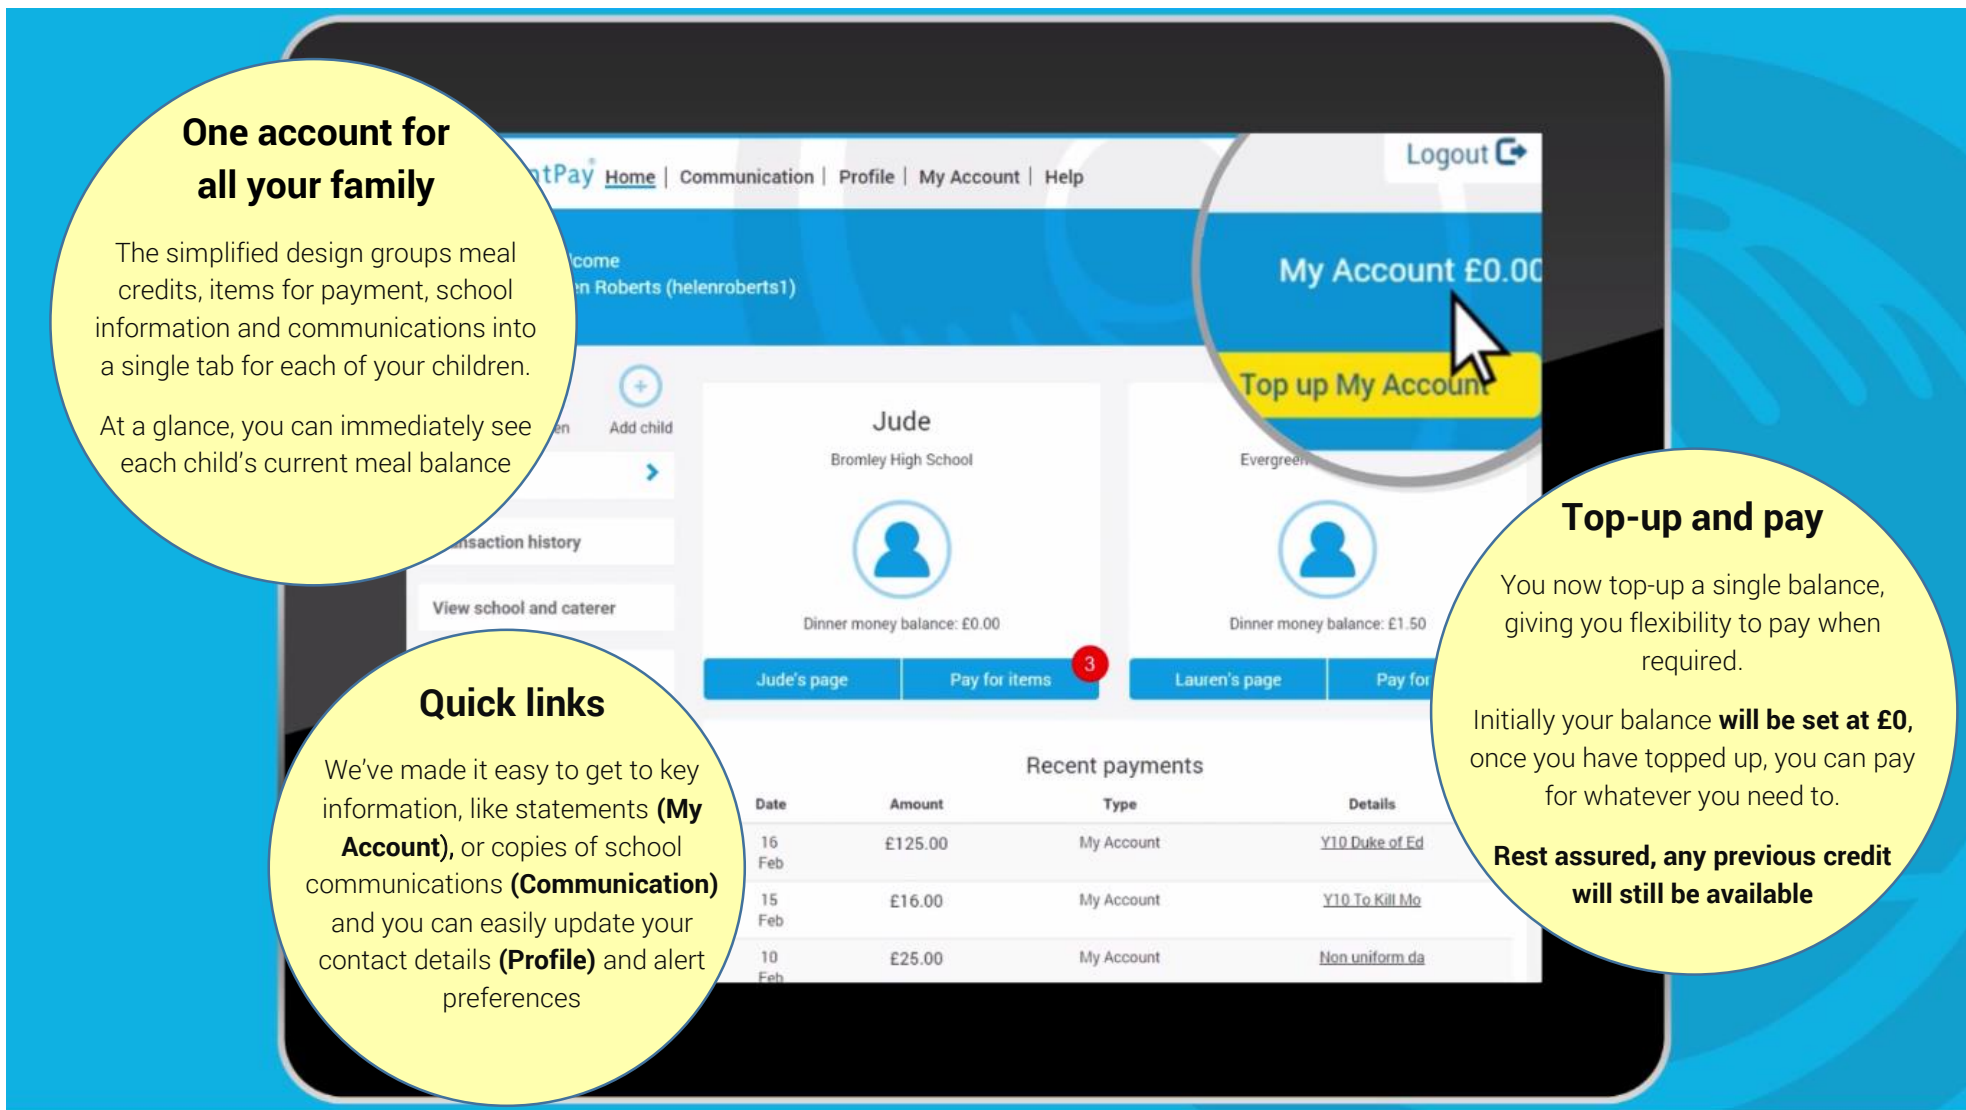 One account for
all your family
The simplified design groups meal
credits, items for payment, school
information and communications into
a single tab for each of your children.
At a glance, you can immediately see
each child's current meal balance
ntPay® Home | Communication | Profile | My Account | Help
Logout
Roberts (helenroberts1)
My Account £0.00
Top up My Account
Add child
Jude
Bromley High School
Evergreen
history
View school and caterer
Dinner money balance: £0.00
Dinner money balance: £1.50
3
Jude's page
Pay for items
Lauren's page
Pay for
Recent payments
Date Amount Type Details
16 Feb £125.00 My Account Y10 Duke of Ed
15 Feb £16.00 My Account Y10 To Kill Mo
10 Feb £25.00 My Account Non uniform da
Quick links
We've made it easy to get to key
information, like statements (My
Account), or copies of school
communications (Communication)
and you can easily update your
contact details (Profile) and alert
preferences
Top-up and pay
You now top-up a single balance,
giving you flexibility to pay when
required.
Initially your balance will be set at £0,
once you have topped up, you can pay
for whatever you need to.
Rest assured, any previous credit
will still be available